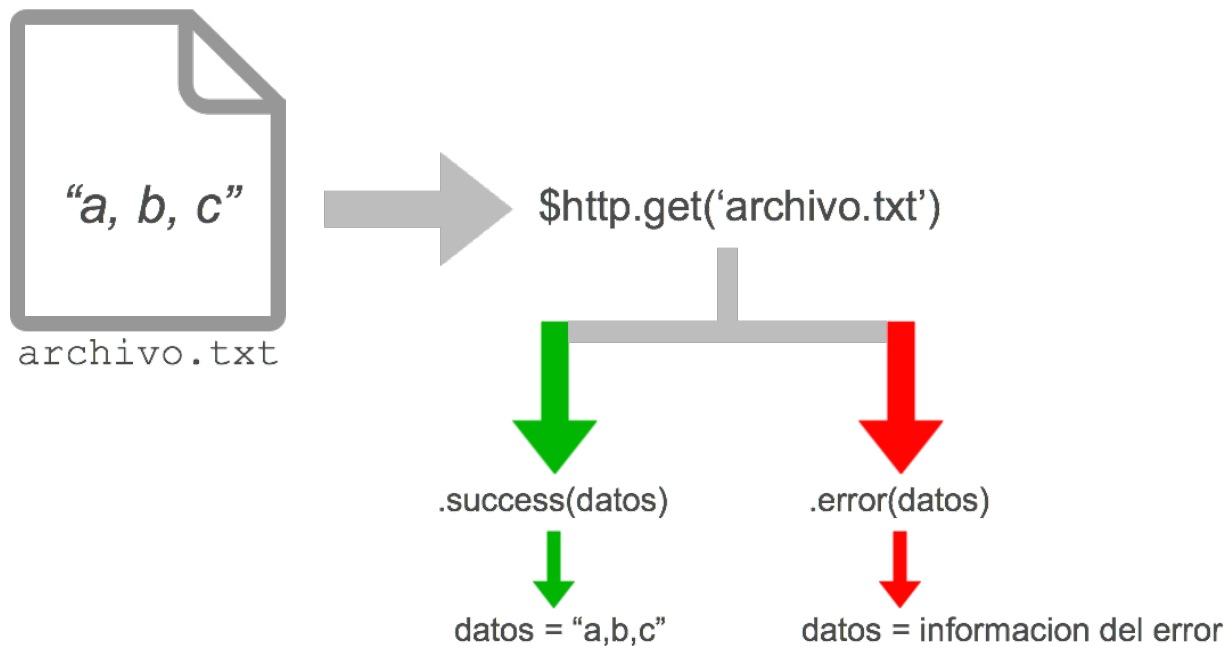 “a, b, c”
archivo.txt
$http.get(‘archivo.txt’)
.success(datos)
.error(datos)
datos = “a,b,c”
datos = informacion del error